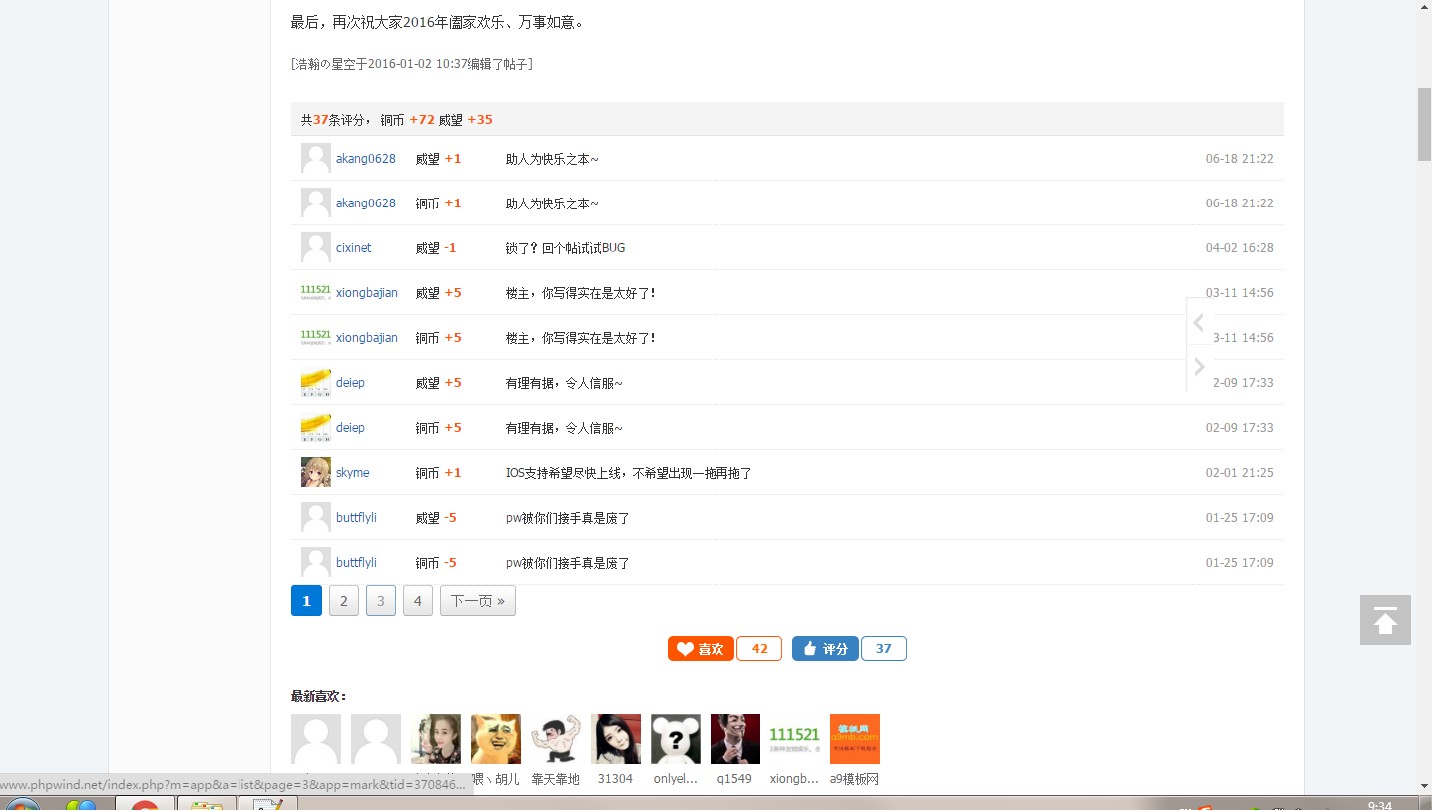 最后，再次祝大家2016年阖家欢乐、万事如意。
[浩瀚の星空于2016-01-02 10:37编辑了帖子]
共37条评分， 铜币 +72 威望 +35
akang0628 威望 +1 助人为快乐之本~ 06-18 21:22
akang0628 铜币 +1 助人为快乐之本~ 06-18 21:22
cixinet 威望 -1 锁了？回个帖试试BUG 04-02 16:28
111521 xiongbajian 威望 +5 楼主，你写得实在是太好了！ 03-11 14:56
111521 xiongbajian 铜币 +5 楼主，你写得实在是太好了！ 3-11 14:56
deiep 威望 +5 有理有据，令人信服~ 2-09 17:33
deiep 铜币 +5 有理有据，令人信服~ 02-09 17:33
skyme 铜币 +1 IOS支持希望尽快上线，不希望出现一拖再拖了 02-01 21:25
buttflyli 威望 -5 pw被你们接手真是废了 01-25 17:09
buttflyli 铜币 -5 pw被你们接手真是废了 01-25 17:09
1 2 3 4 下一页 »
喜欢 42 评分 37
最新喜欢：
? 111521 模板网
a9mb.com
喂丶胡儿 靠天靠地 31304 onlyel... q1549 xiongb... a9模板网
www.phpwind.net/index.php?m=app&a=list&page=3&app=mark&tid=370846...
9:34